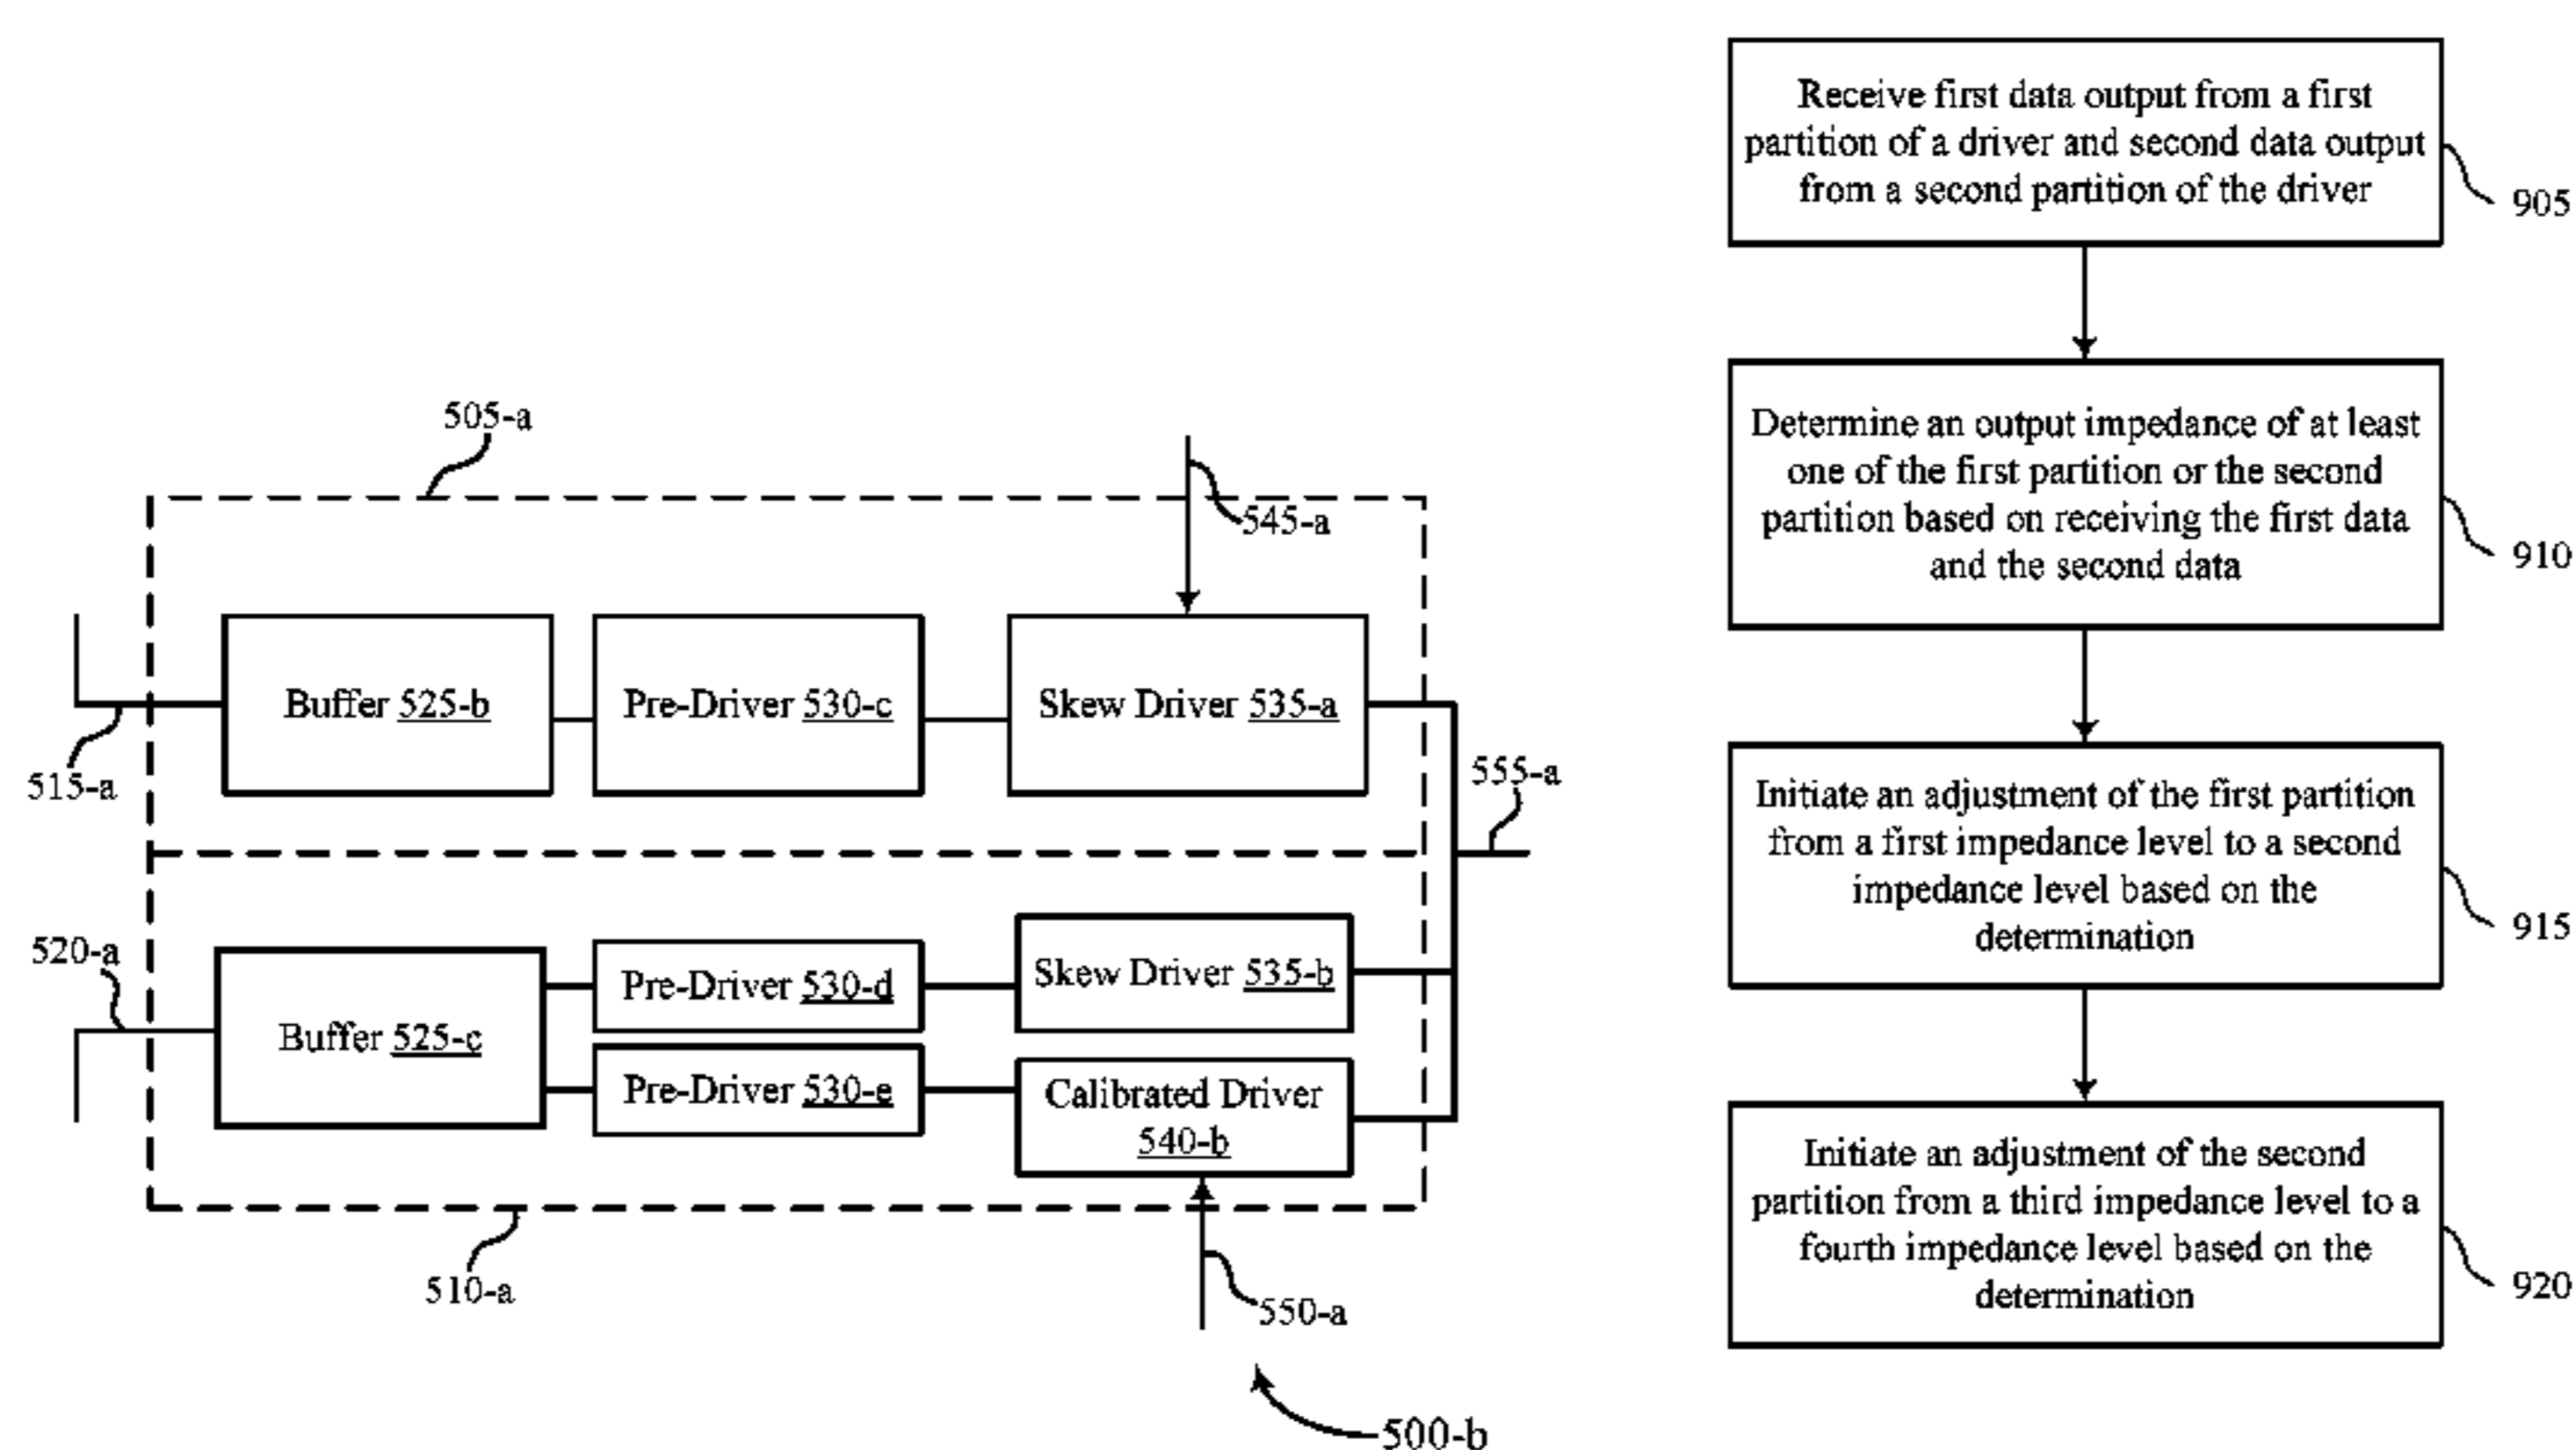 505-a
545-a
515-a
Buffer 525-b
Pre-Driver 530-c
Skew Driver 535-a
555-a
520-a
Buffer 525-c
Pre-Driver 530-d
Skew Driver 535-b
Pre-Driver 530-e
Calibrated Driver
540-b
510-a
550-a
500-b
Receive first data output from a first
partition of a driver and second data output
from a second partition of the driver
905
Determine an output impedance of at least
one of the first partition or the second
partition based on receiving the first data
and the second data
910
Initiate an adjustment of the first partition
from a first impedance level to a second
impedance level based on the
determination
915
Initiate an adjustment of the second
partition from a third impedance level to a
fourth impedance level based on the
determination
920